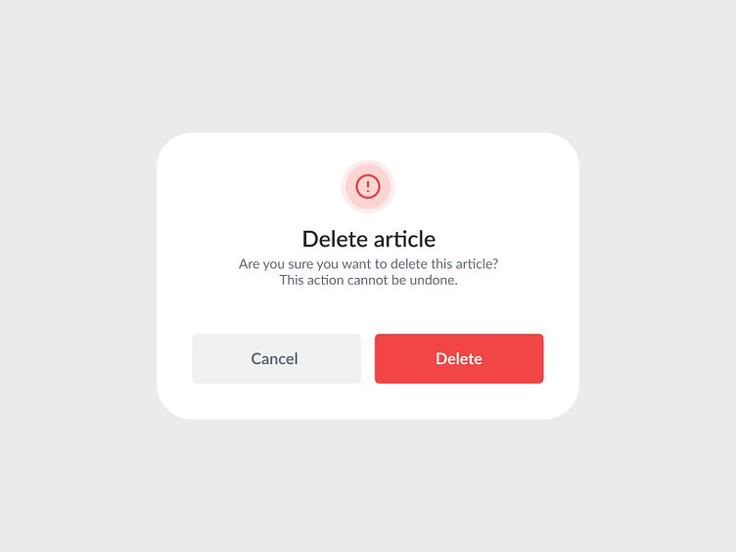 Delete article
Are you sure you want to delete this article?
This action cannot be undone.
Cancel
Delete